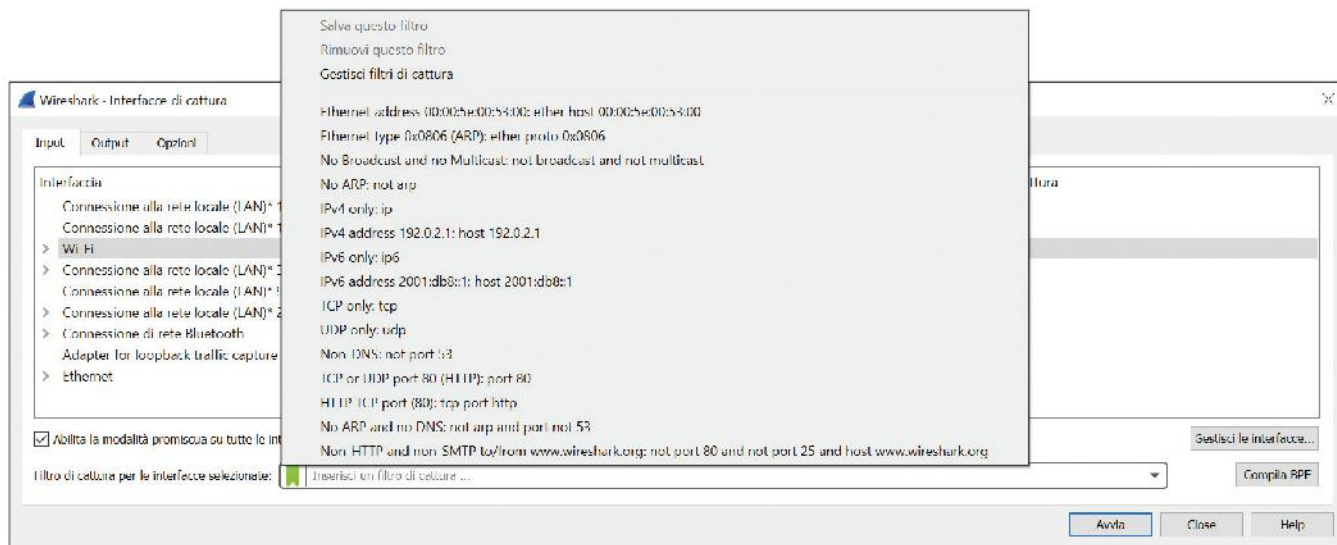 Salva questo filtro
Rimuovi questo filtro
Gestisci filtri di cattura
Ethernet address 00:00:5e:00:53:00: ether host 00:00:5e:00:53:00
Ethernet type 0x0806 (ARP): ether proto 0x0806
No Broadcast and no Multicast: not broadcast and not multicast
No ARP: not arp
IPv4 only: ip
IPv4 address 192.0.2.1: host 192.0.2.1
IPv6 only: ip6
IPv6 address 2001:db8::1: host 2001:db8::1
TCP only: tcp
UDP only: udp
Non-DNS: not port 53
TCP or UDP port 80 (HTTP): port 80
HTTP TCP port (80): tcp port http
No ARP and no DNS: not arp and port not 53
Non-HTTP and non-SMTP to/from www.wireshark.org: not port 80 and not port 25 and host www.wireshark.org
Wireshark - Interfacce di cattura
Input Output Opzioni
Interfaccia ttura
Connessione alla rete locale (LAN)* 1
Connessione alla rete locale (LAN)* 1
Wi-Fi
Connessione alla rete locale (LAN)*
Connessione alla rete locale (LAN)*
Connessione alla rete locale (LAN)* 2
Connessione di rete Bluetooth
Adapter for loopback traffic capture
Ethernet
Abilita la modalità promiscua su tutte le int
Gestisci le interfacce...
Filtro di cattura per le interfacce selezionate: Inserisci un filtro di cattura ...
Compila BPF
Avvia Close Help